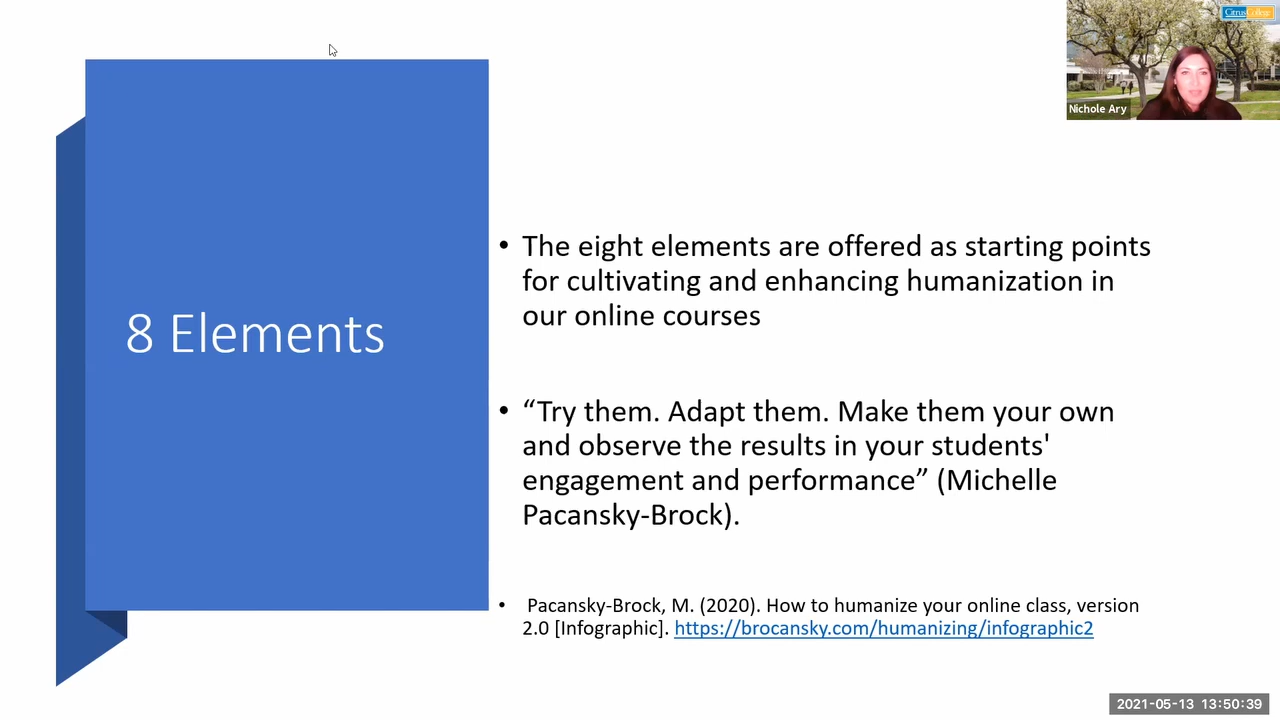 CitrusCollege
Nichole Ary
8 Elements
• The eight elements are offered as starting points
for cultivating and enhancing humanization in
our online courses
• “Try them. Adapt them. Make them your own
and observe the results in your students'
engagement and performance” (Michelle
Pacansky-Brock).
• Pacansky-Brock, M. (2020). How to humanize your online class, version
2.0 [Infographic]. https://brocansky.com/humanizing/infographic2
2021-05-13 13:50:39